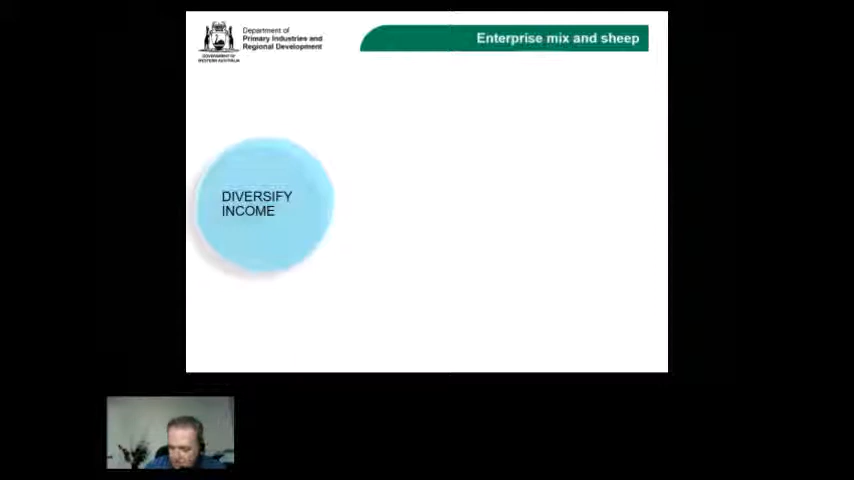 Department of
Primary Industries and
Regional Development
GOVERNMENT OF
WESTERN AUSTRALIA
Enterprise mix and sheep
DIVERSIFY
INCOME